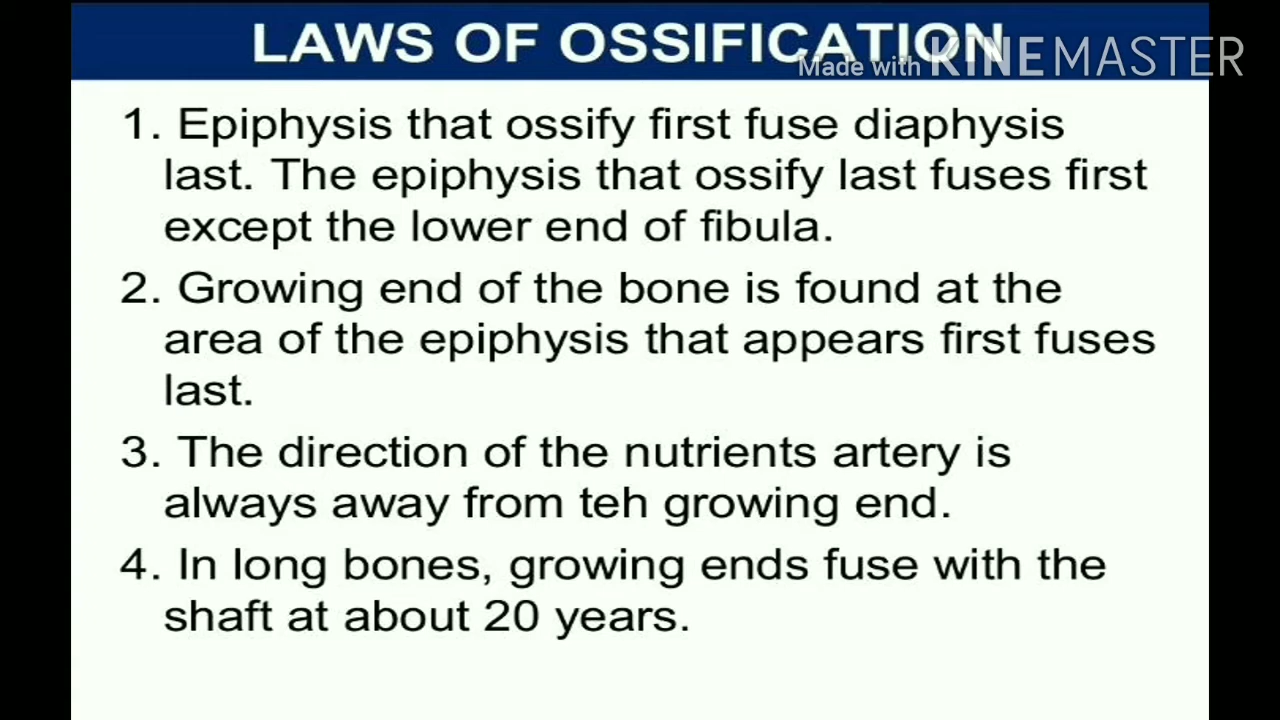 LAWS OF OSSIFICATION
Made with KINEMASTER
1. Epiphysis that ossify first fuse diaphysis
last. The epiphysis that ossify last fuses first
except the lower end of fibula.
2. Growing end of the bone is found at the
area of the epiphysis that appears first fuses
last.
3. The direction of the nutrients artery is
always away from teh growing end.
4. In long bones, growing ends fuse with the
shaft at about 20 years.